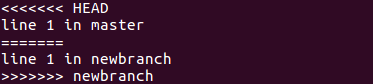 <<<<<<< HEAD
line 1 in master
=======
line 1 in newbranch
>>>>>>> newbranch